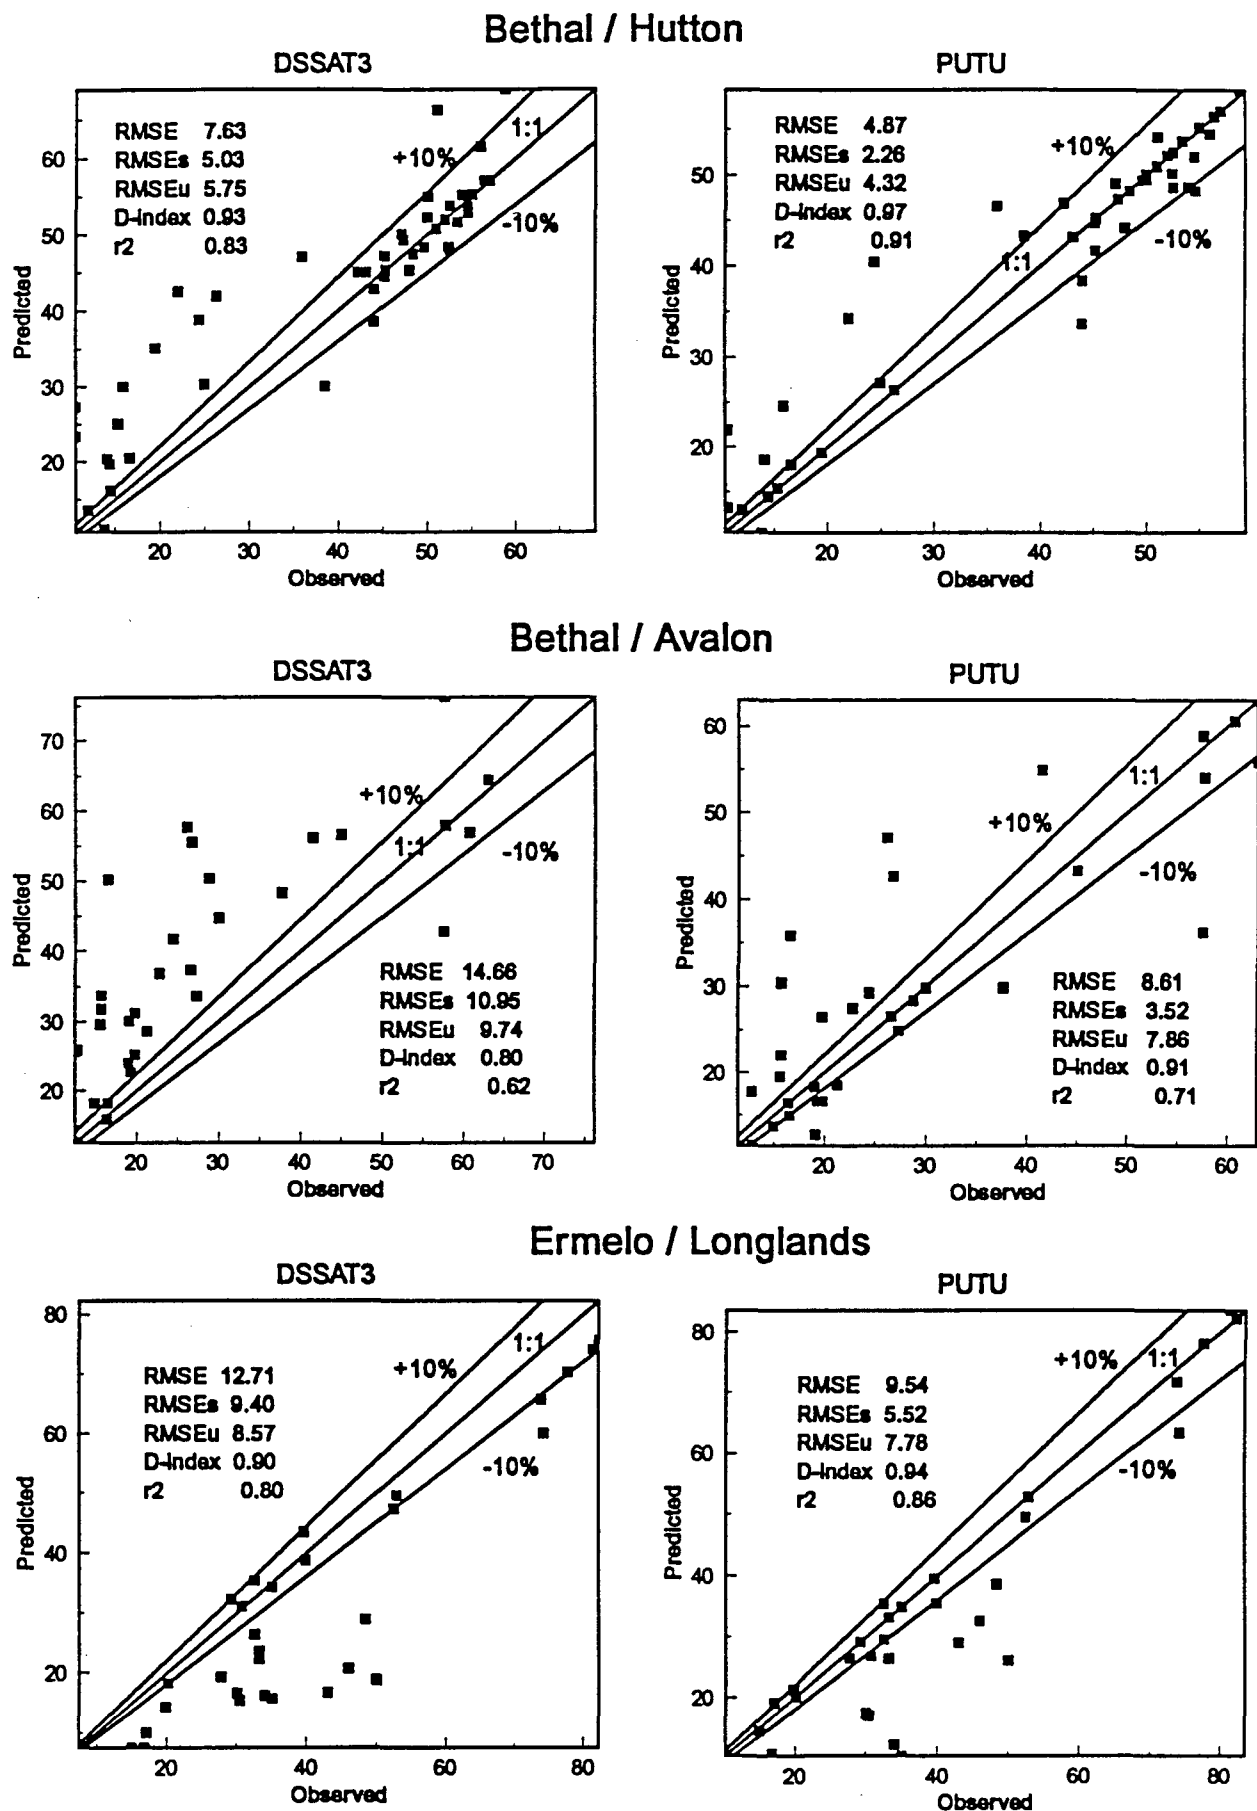 Bethal / Hutton
DSSAT3
RMSE 7.63
RMSEs 5.03
RMSEu 5.75
D-index 0.93
r2 0.83
+10%
1:1
-10%
60
50
40
30
20
Predicted
20 30 40 50 60
Observed
PUTU
RMSE 4.87
RMSEs 2.26
RMSEu 4.32
D-index 0.97
r2 0.91
+10%
1:1
-10%
50
40
30
20
Predicted
20 30 40 50
Observed
Bethal / Avalon
DSSAT3
+10%
1:1
-10%
RMSE 14.66
RMSEs 10.95
RMSEu 9.74
D-index 0.80
r2 0.62
70
60
50
40
30
20
Predicted
20 30 40 50 60 70
Observed
PUTU
1:1
+10%
-10%
RMSE 8.61
RMSEs 3.52
RMSEu 7.86
D-index 0.91
r2 0.71
60
50
40
30
20
Predicted
20 30 40 50 60
Observed
Ermelo / Longlands
DSSAT3
RMSE 12.71
RMSEs 9.40
RMSEu 8.57
D-index 0.90
r2 0.80
+10%
1:1
-10%
80
60
40
20
Predicted
20 40 60 80
Observed
PUTU
RMSE 9.54
RMSEs 5.52
RMSEu 7.78
D-index 0.94
r2 0.86
+10%
1:1
-10%
80
60
40
20
Predicted
20 40 60 80
Observed